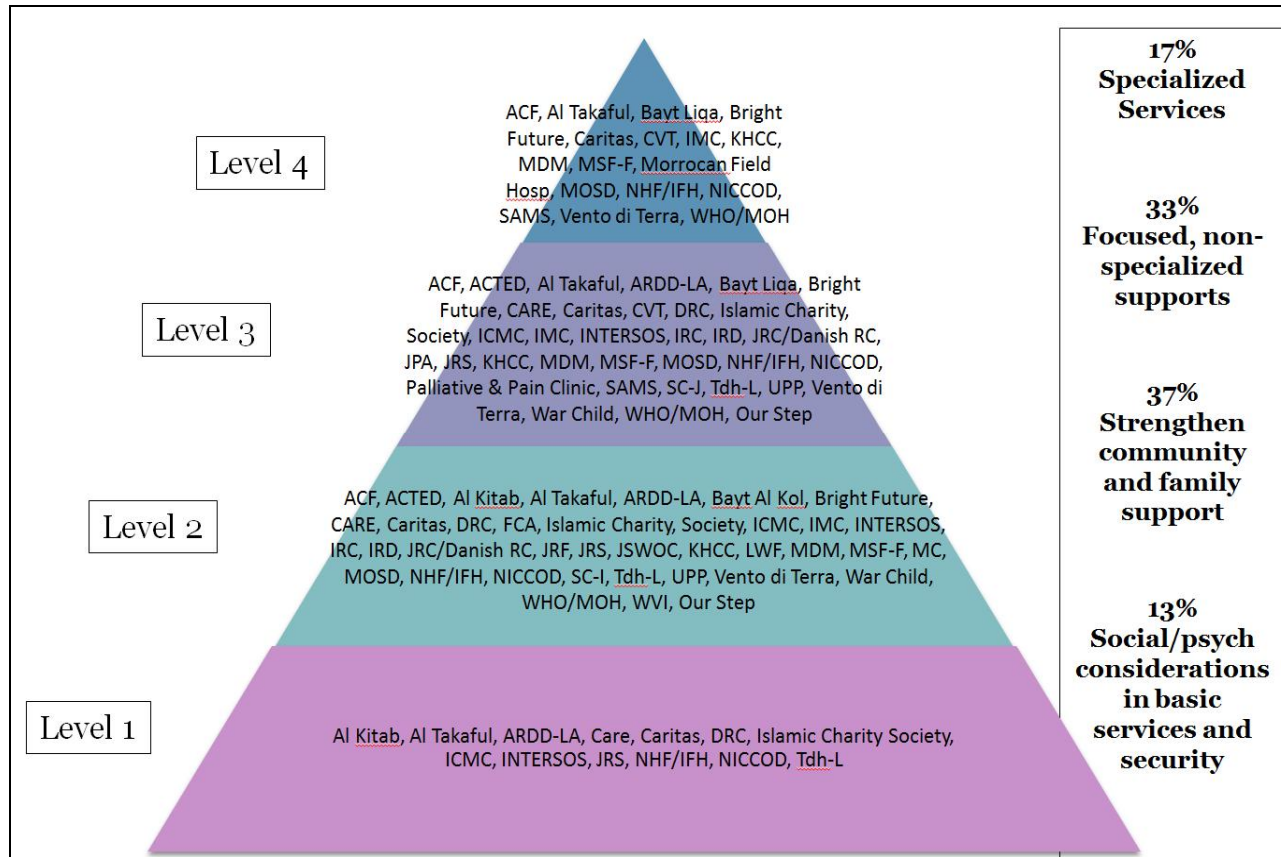 Level 4
ACF, Al Takaful, Bayt Liqa, Bright
Future, Caritas, CVT, IMC, KHCC,
MDM, MSF-F, Morrocan Field
Hosp, MOSD, NHF/IFH, NICCOD,
SAMS, Vento di Terra, WHO/MOH
17%
Specialized
Services
Level 3
ACF, ACTED, Al Takaful, ARDD-LA, Bayt Liqa, Bright
Future, CARE, Caritas, CVT, DRC, Islamic Charity,
Society, ICMC, IMC, INTERSOS, IRC, IRD, JRC/Danish RC,
JPA, JRS, KHCC, MDM, MSF-F, MOSD, NHF/IFH, NICCOD,
Palliative & Pain Clinic, SAMS, SC-J, Tdh-L, UPP, Vento di
Terra, War Child, WHO/MOH, Our Step
33%
Focused, non-
specialized
supports
Level 2
ACF, ACTED, Al Kitab, Al Takaful, ARDD-LA, Bayt Al Kol, Bright Future,
CARE, Caritas, DRC, FCA, Islamic Charity, Society, ICMC, IMC, INTERSOS,
IRC, IRD, JRC/Danish RC, JRF, JRS, JSWOC, KHCC, LWF, MDM, MSF-F, MC,
MOSD, NHF/IFH, NICCOD, SC-I, Tdh-L, UPP, Vento di Terra, War Child,
WHO/MOH, WVI, Our Step
37%
Strengthen
community
and family
support
Level 1
Al Kitab, Al Takaful, ARDD-LA, Care, Caritas, DRC, Islamic Charity Society,
ICMC, INTERSOS, JRS, NHF/IFH, NICCOD, Tdh-L
13%
Social/psych
considerations
in basic
services and
security